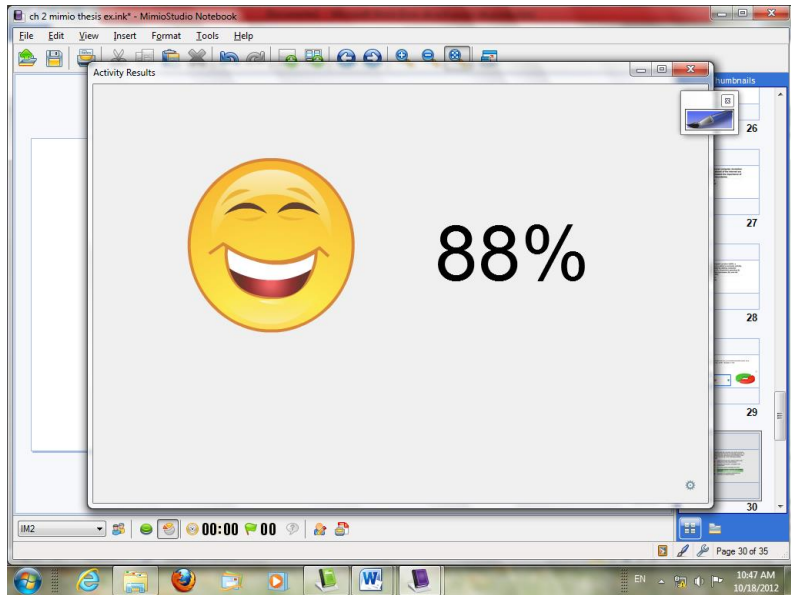 ch 2 mimio thesis ex.ink* - MimioStudio Notebook
File Edit View Insert Format Tools Help
Activity Results
humbnails
26
88%
27
28
29
30
IM2
00:00 00
Page 30 of 35
EN
10:47 AM
10/18/2012